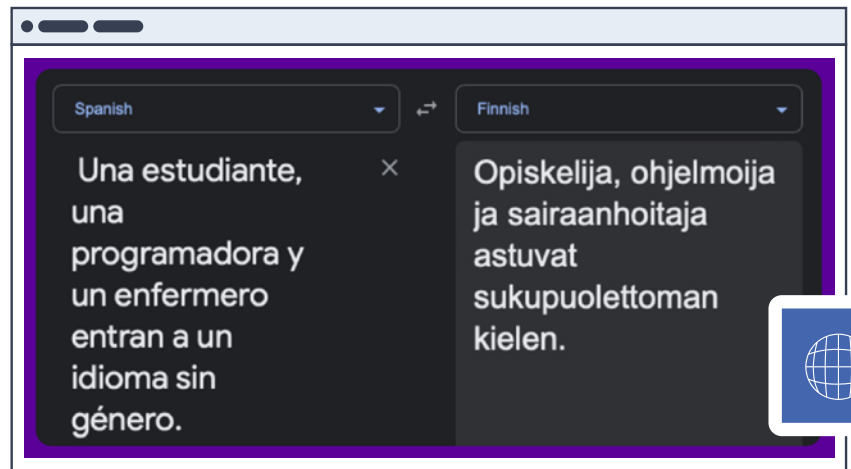 Spanish
Finnish
Una estudiante,
una
programadora y
un enfermero
entran a un
idioma sin
género.
Opiskelija, ohjelmoija
ja sairaanhoitaja
astuvat
sukupuolettoman
kielen.